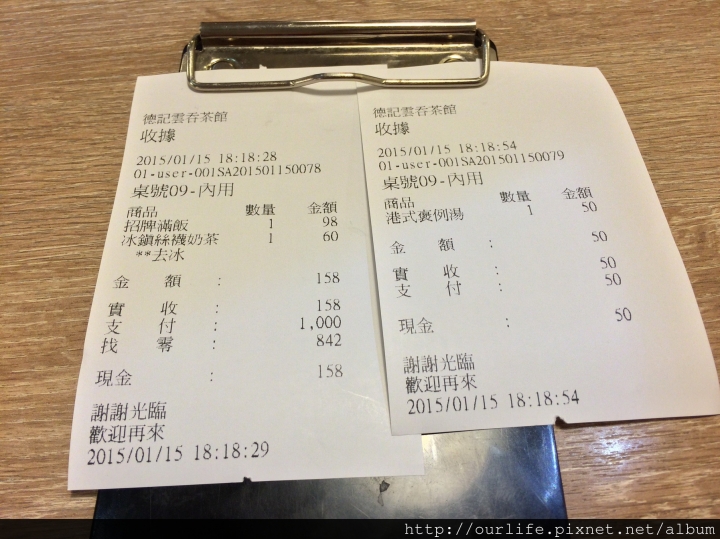 德記雲吞茶館
收據
2015/01/15 18:18:28
01-user-001SA201501150078
桌號09-內用
商品 數量 金額
招牌滿飯 1 98
冰鎮絲襪奶茶 1 60
**去冰
金額: 158
實收: 158
支付: 1,000
找零: 842
現金: 158
謝謝光臨
歡迎再來
2015/01/15 18:18:29
德記雲吞茶館
收據
2015/01/15 18:18:54
01-user-001SA201501150079
桌號09-內用
商品 數量 金額
港式褒例湯 1 50
金額: 50
實收: 50
支付: 50
現金: 50
謝謝光臨
歡迎再來
2015/01/15 18:18:54
http://ourlife.pixnet.net/album